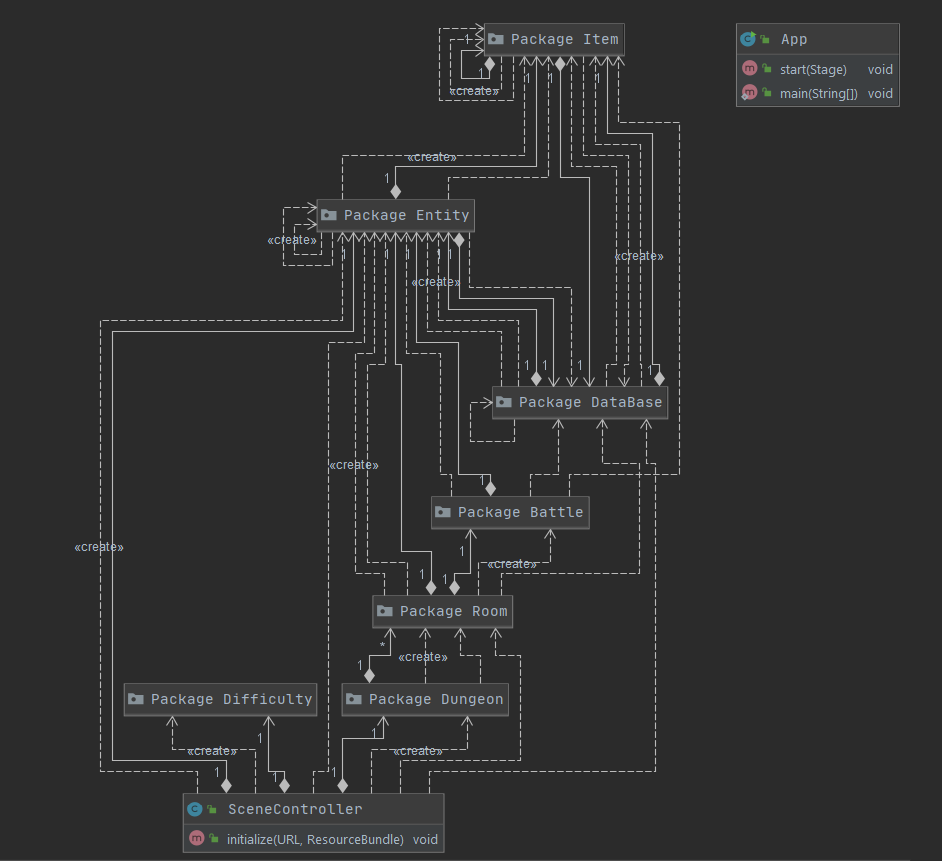 Package Item
App
start(Stage) void
main(String[]) void
1
1
«create»
1
1
1
«create»
1
Package Entity
«create»
1
1
1
1
«create»
«create»
1
1
1
1
Package DataBase
«create»
1
Package Battle
«create»
1
1
1
«create»
Package Room
*
1
«create»
Package Difficulty
Package Dungeon
1
1
«create»
«create»
1
1
1
SceneController
initialize(URL, ResourceBundle) void